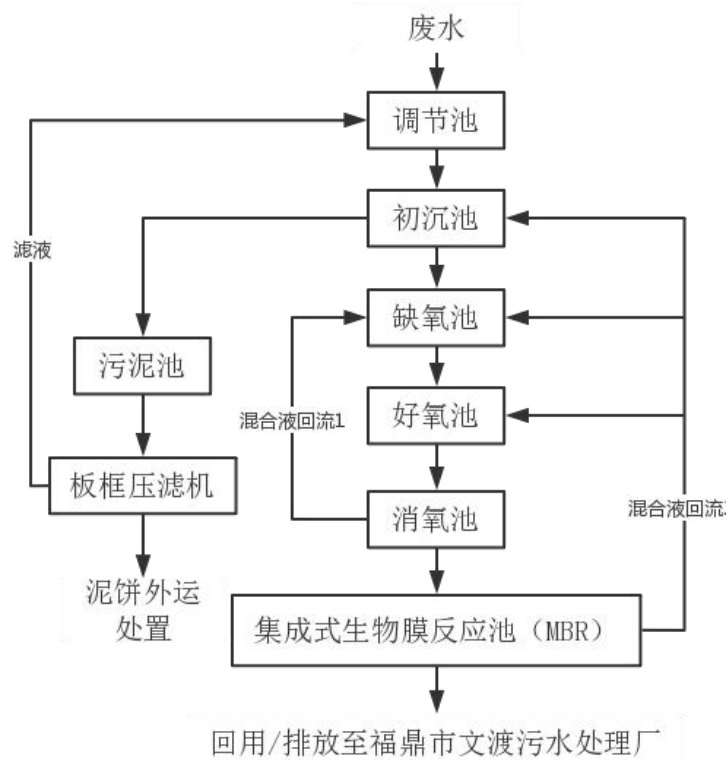 废水
调节池
初沉池
滤液
缺氧池
污泥池
混合液回流1
好氧池
板框压滤机
消氧池
混合液回流
泥饼外运
处置
集成式生物膜反应池（MBR）
回用/排放至福鼎市文渡污水处理厂